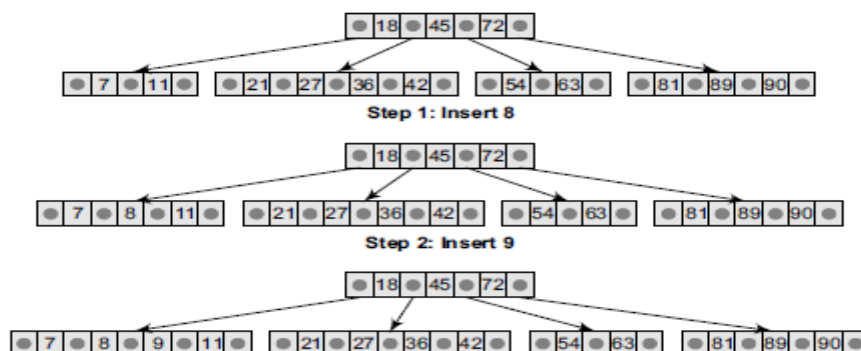 18 45 72
7 11 21 27 36 42 54 63 81 89 90
Step 1: Insert 8
18 45 72
7 8 11 21 27 36 42 54 63 81 89 90
Step 2: Insert 9
18 45 72
7 8 9 11 21 27 36 42 54 63 81 89 90